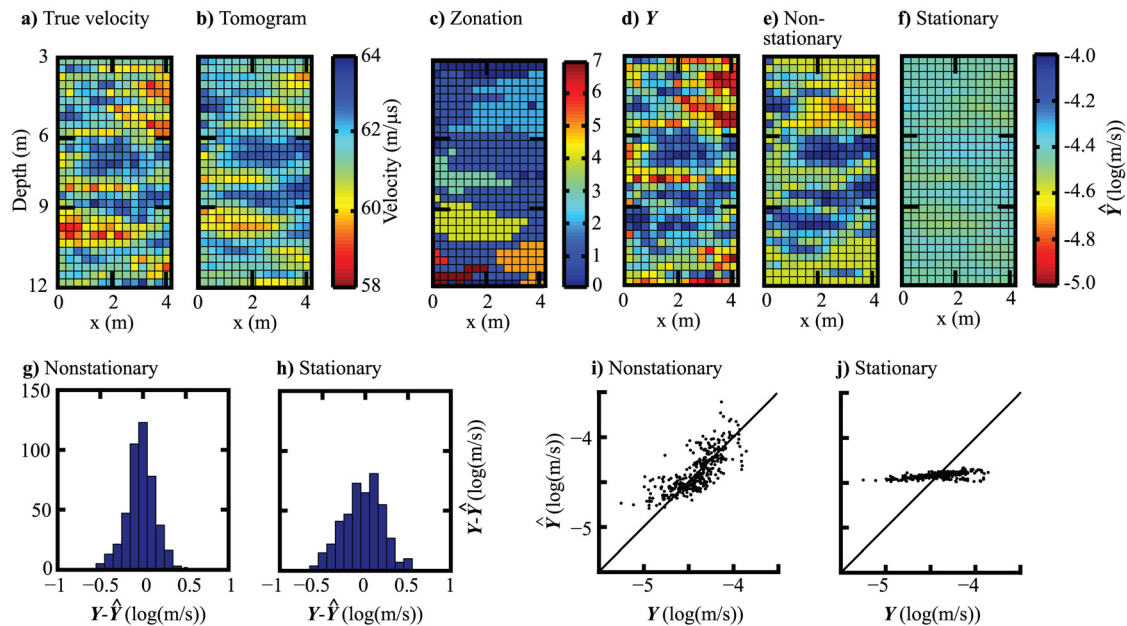 a) True velocity
b) Tomogram
c) Zonation
d) Y
e) Non-
stationary
f) Stationary
3
6
9
12
Depth (m)
0 2 4
x (m)
0 2 4
x (m)
64
62
60
58
Velocity (m/μs)
0 2 4
x (m)
7
6
5
4
3
2
1
0
0 2 4
x (m)
0 2 4
x (m)
0 2 4
x (m)
-4.0
-4.2
-4.4
-4.6
-4.8
-5.0
Ŷ (log(m/s))
g) Nonstationary
150
100
50
0
−1 −0.5 0 0.5 1
Y-Ŷ (log(m/s))
h) Stationary
−1 −0.5 0 0.5 1
Y-Ŷ (log(m/s))
Y-Ŷ (log(m/s))
i) Nonstationary
−4
−5
Ŷ (log(m/s))
−5 −4
Y (log(m/s))
j) Stationary
−5 −4
Y (log(m/s))